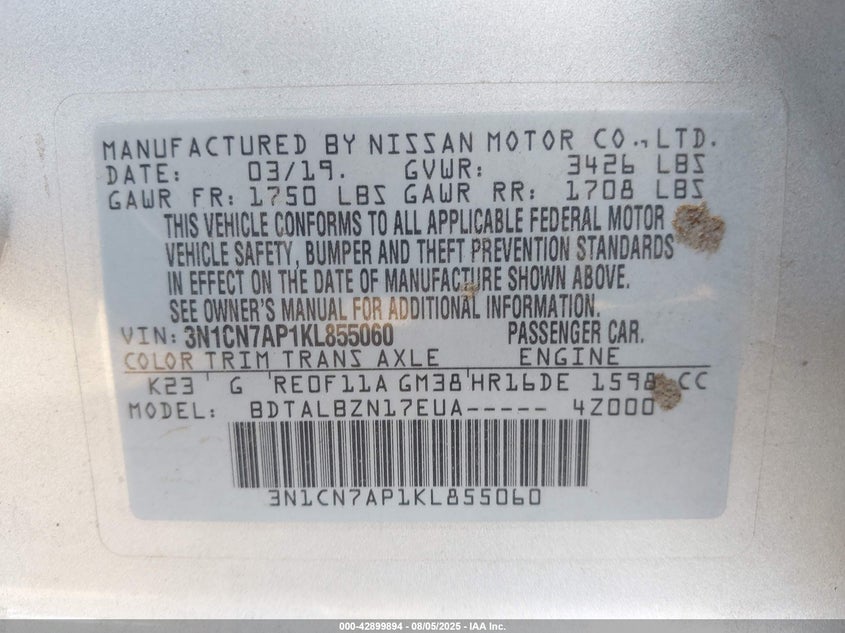 MANUFACTURED BY NISSAN MOTOR CO.,LTD.
DATE: 03/19. GVWR: 3426 LBS
GAWR FR: 1750 LBS GAWR RR: 1708 LBS
THIS VEHICLE CONFORMS TO ALL APPLICABLE FEDERAL MOTOR
VEHICLE SAFETY, BUMPER AND THEFT PREVENTION STANDARDS
IN EFFECT ON THE DATE OF MANUFACTURE SHOWN ABOVE.
SEE OWNER'S MANUAL FOR ADDITIONAL INFORMATION.
VIN: 3N1CN7AP1KL855060 PASSENGER CAR.
COLOR TRIM TRANS AXLE ENGINE
K23 G RE0F11A GM38 HR16DE 1598 CC
MODEL: BDTALBZN17EUA----- 4Z000
3N1CN7AP1KL855060
000-42899894 - 08/05/2025 - IAA Inc.